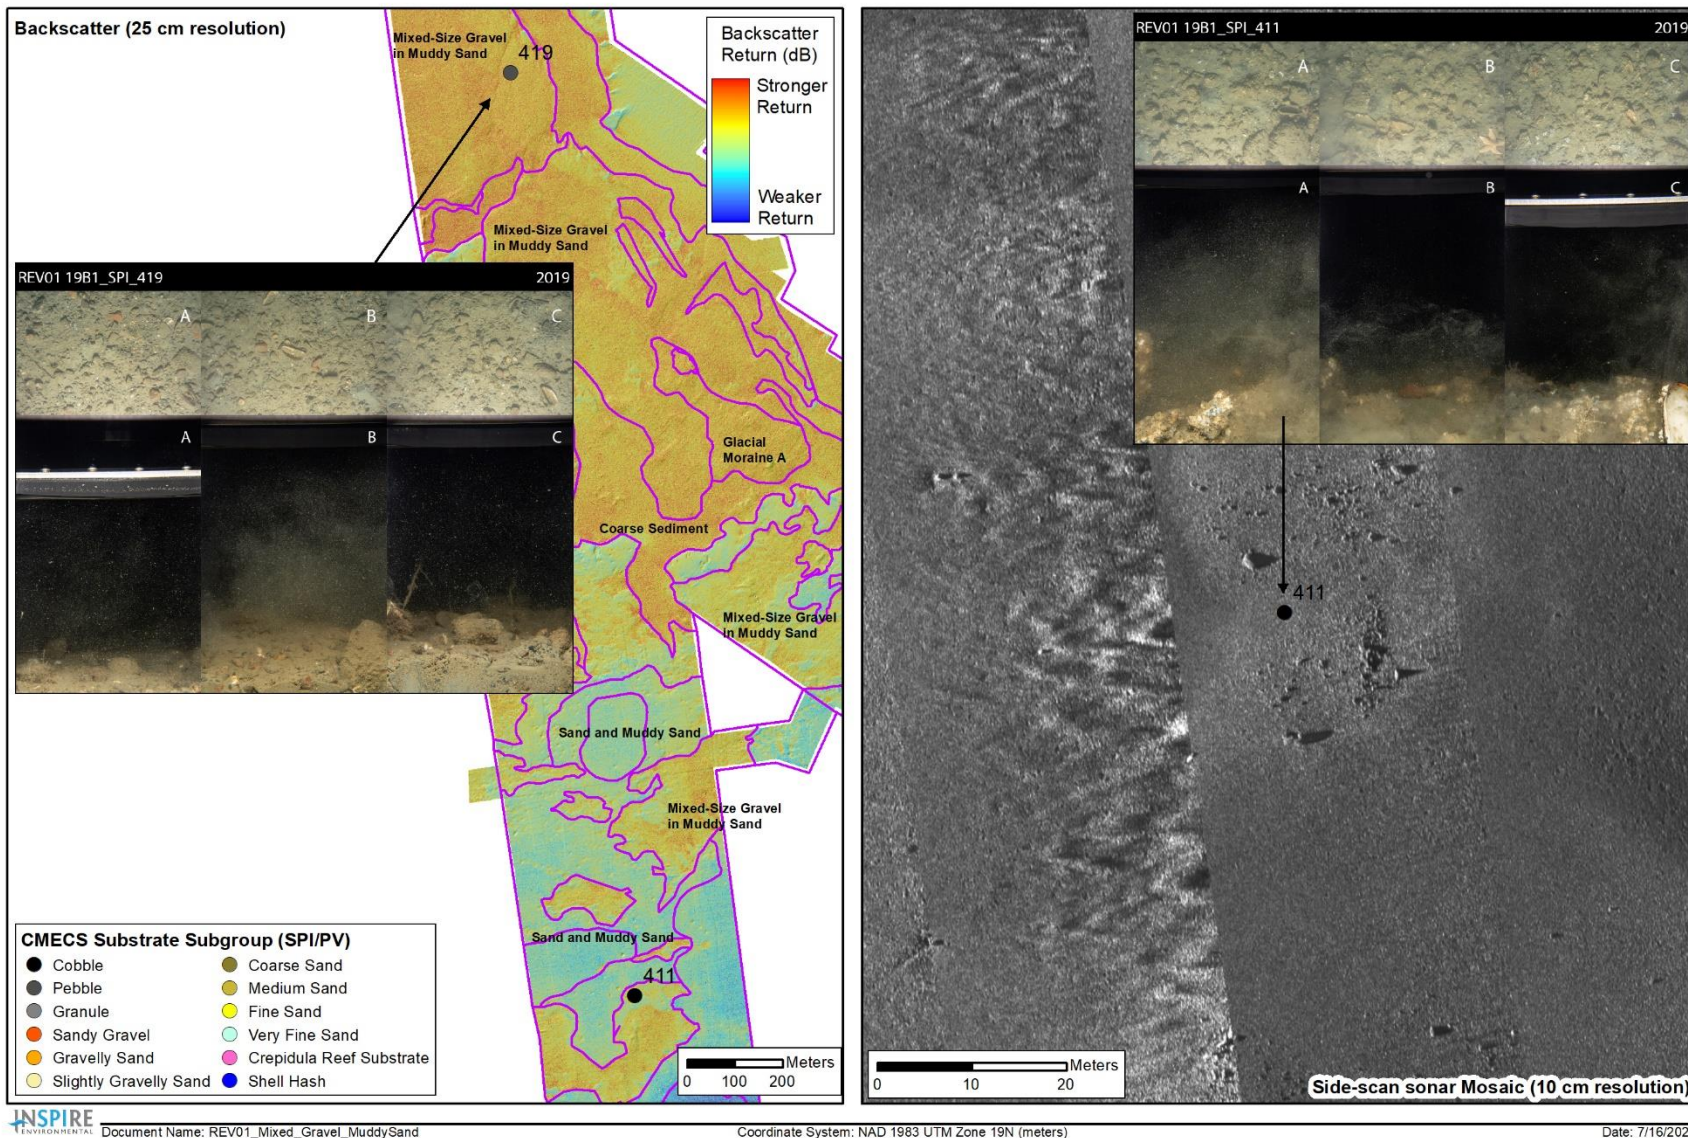 Backscatter (25 cm resolution)
Mixed-Size Gravel
in Muddy Sand
419
Backscatter
Return (dB)
Stronger
Return
Weaker
Return
Mixed-Size Gravel
in Muddy Sand
REV01 19B1_SPI_419
2019
A
B
C
A
B
C
Glacial
Moraine A
Coarse Sediment
Mixed-Size Gravel
in Muddy Sand
Sand and Muddy Sand
Mixed-Size Gravel
in Muddy Sand
Sand and Muddy Sand
411
CMECS Substrate Subgroup (SPI/PV)
Cobble
Pebble
Granule
Sandy Gravel
Gravelly Sand
Slightly Gravelly Sand
Coarse Sand
Medium Sand
Fine Sand
Very Fine Sand
Crepidula Reef Substrate
Shell Hash
Meters
0 100 200
REV01 19B1_SPI_411
2019
A
B
C
A
B
C
411
Meters
0 10 20
Side-scan sonar Mosaic (10 cm resolution)
INSPIRE
ENVIRONMENTAL
Document Name: REV01_Mixed_Gravel_MuddySand
Coordinate System: NAD 1983 UTM Zone 19N (meters)
Date: 7/16/202